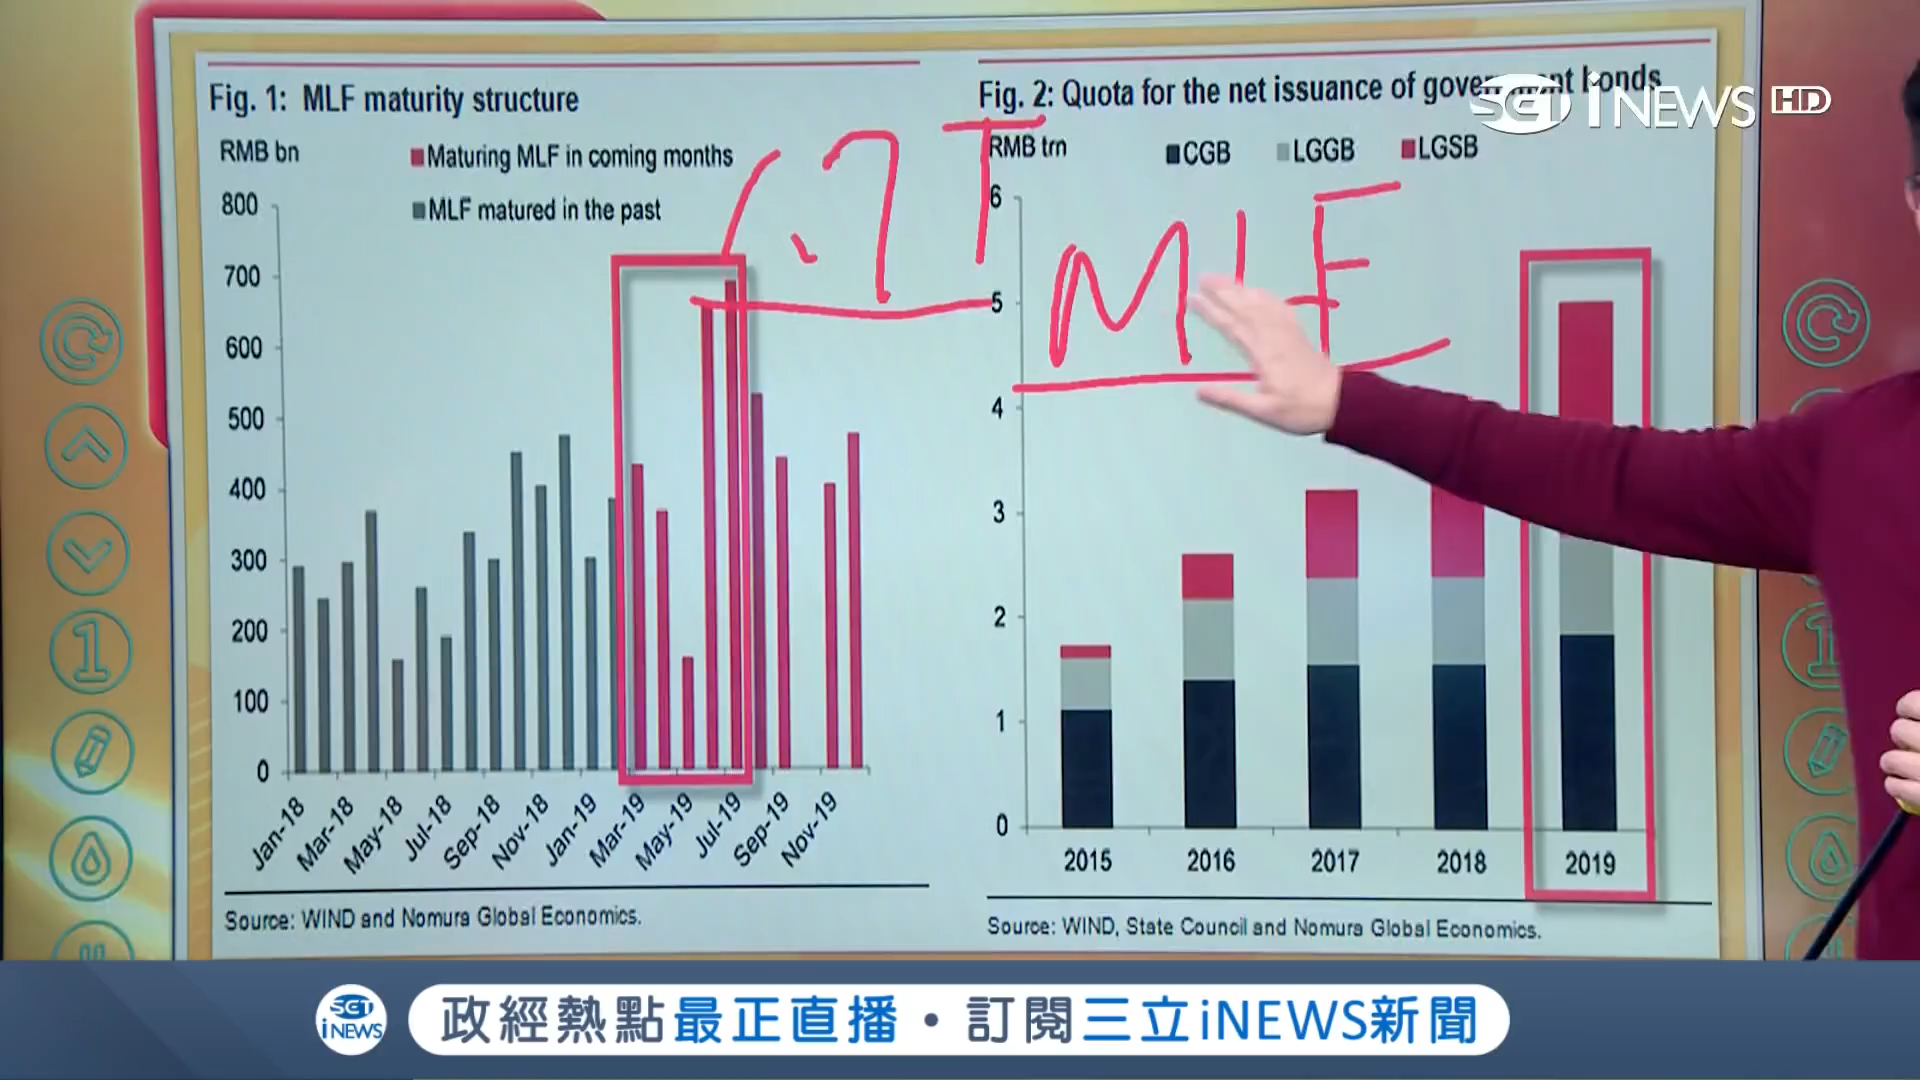 Fig. 1: MLF maturity structure
RMB bn
Maturing MLF in coming months
MLF matured in the past
800
700
600
500
400
300
200
100
0
Jan-18
Mar-18
May-18
Jul-18
Sep-18
Nov-18
Jan-19
Mar-19
May-19
Jul-19
Sep-19
Nov-19
Source: WIND and Nomura Global Economics.
Fig. 2: Quota for the net issuance of bonds
RMB trn
CGB
LGGB
LGSB
6
5
4
3
2
1
0
2015
2016
2017
2018
2019
Source: WIND, State Council and Nomura Global Economics.
.7T
SET iNEWS HD
1
1
SET iNEWS
政經熱點最正直播・訂閱三立iNEWS新聞